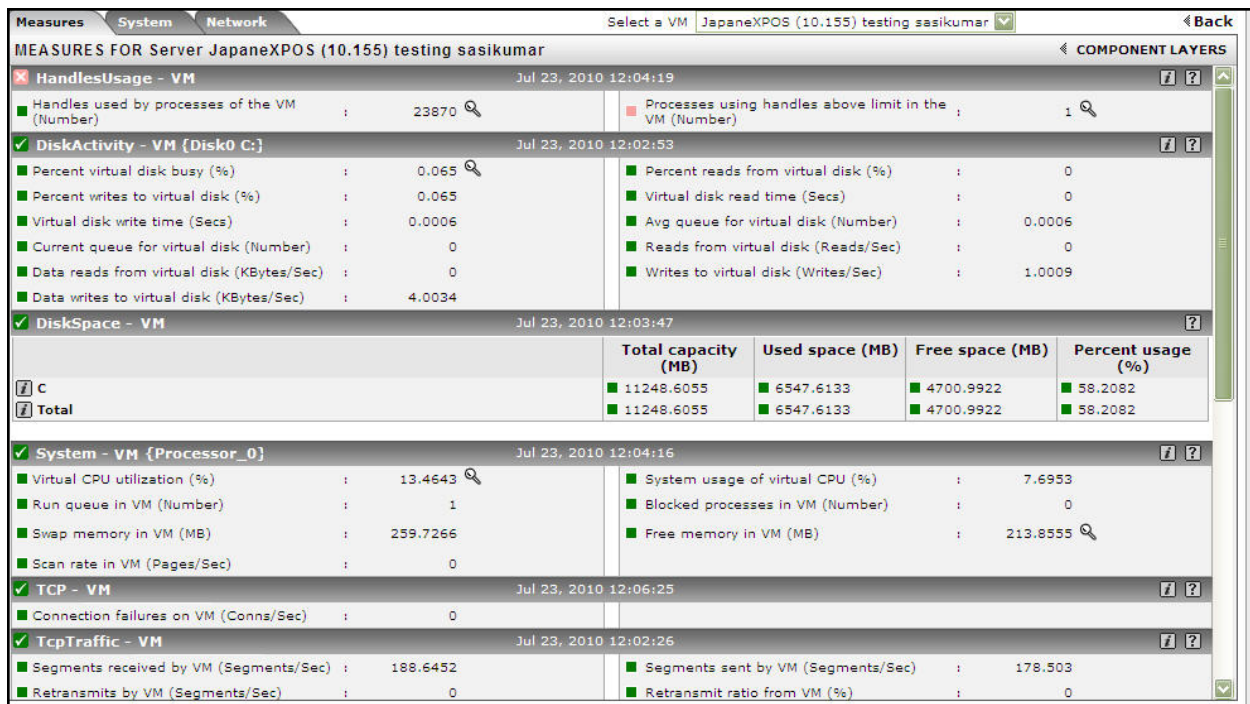 Measures System Network Select a VM JapaneXPOS (10.155) testing sasikumar Back
MEASURES FOR Server JapaneXPOS (10.155) testing sasikumar COMPONENT LAYERS
HandlesUsage - VM Jul 23, 2010 12:04:19
Handles used by processes of the VM (Number) : 23870
Processes using handles above limit in the VM (Number) : 1
DiskActivity - VM {Disk0 C:} Jul 23, 2010 12:02:53
Percent virtual disk busy (%) : 0.065 Percent reads from virtual disk (%) : 0
Percent writes to virtual disk (%) : 0.065 Virtual disk read time (Secs) : 0
Virtual disk write time (Secs) : 0.0006 Avg queue for virtual disk (Number) : 0.0006
Current queue for virtual disk (Number) : 0 Reads from virtual disk (Reads/Sec) : 0
Data reads from virtual disk (KBytes/Sec) : 0 Writes to virtual disk (Writes/Sec) : 1.0009
Data writes to virtual disk (KBytes/Sec) : 4.0034
DiskSpace - VM Jul 23, 2010 12:03:47
Total capacity (MB) Used space (MB) Free space (MB) Percent usage (%)
C 11248.6055 6547.6133 4700.9922 58.2082
Total 11248.6055 6547.6133 4700.9922 58.2082
System - VM {Processor_0} Jul 23, 2010 12:04:16
Virtual CPU utilization (%) : 13.4643 System usage of virtual CPU (%) : 7.6953
Run queue in VM (Number) : 1 Blocked processes in VM (Number) : 0
Swap memory in VM (MB) : 259.7266 Free memory in VM (MB) : 213.8555
Scan rate in VM (Pages/Sec) : 0
TCP - VM Jul 23, 2010 12:06:25
Connection failures on VM (Conns/Sec) : 0
TcpTraffic - VM Jul 23, 2010 12:02:26
Segments received by VM (Segments/Sec) : 188.6452 Segments sent by VM (Segments/Sec) : 178.503
Retransmits by VM (Segments/Sec) : 0 Retransmit ratio from VM (%) : 0